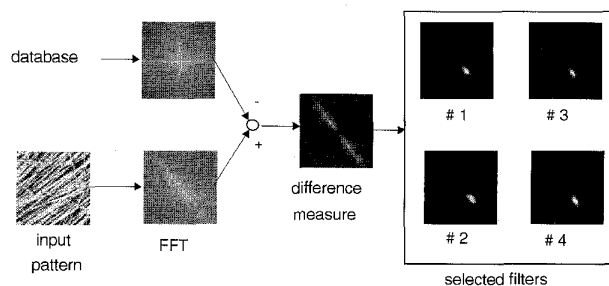 database
-
+
input
pattern
FFT
difference
measure
# 1
# 3
# 2
# 4
selected filters